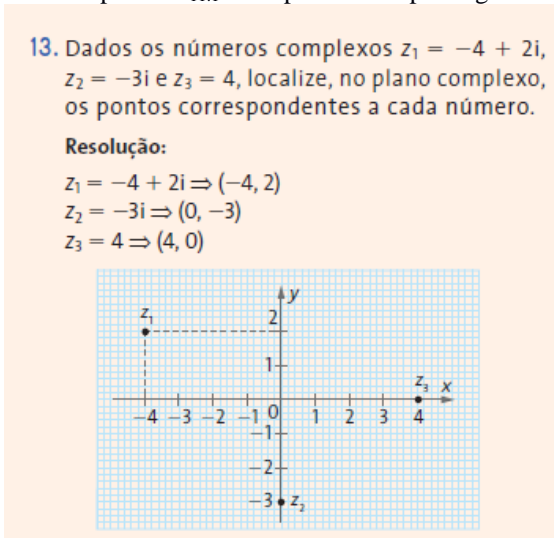 13. Dados os números complexos z₁ = −4 + 2i,
z₂ = −3i e z₃ = 4, localize, no plano complexo,
os pontos correspondentes a cada número.
Resolução:
z₁ = −4 + 2i ⇒ (−4, 2)
z₂ = −3i ⇒ (0, −3)
z₃ = 4 ⇒ (4, 0)
y
z₁ 2
1
z₃ x
−4 −3 −2 −1 0 1 2 3 4
−1
−2
−3 z₂